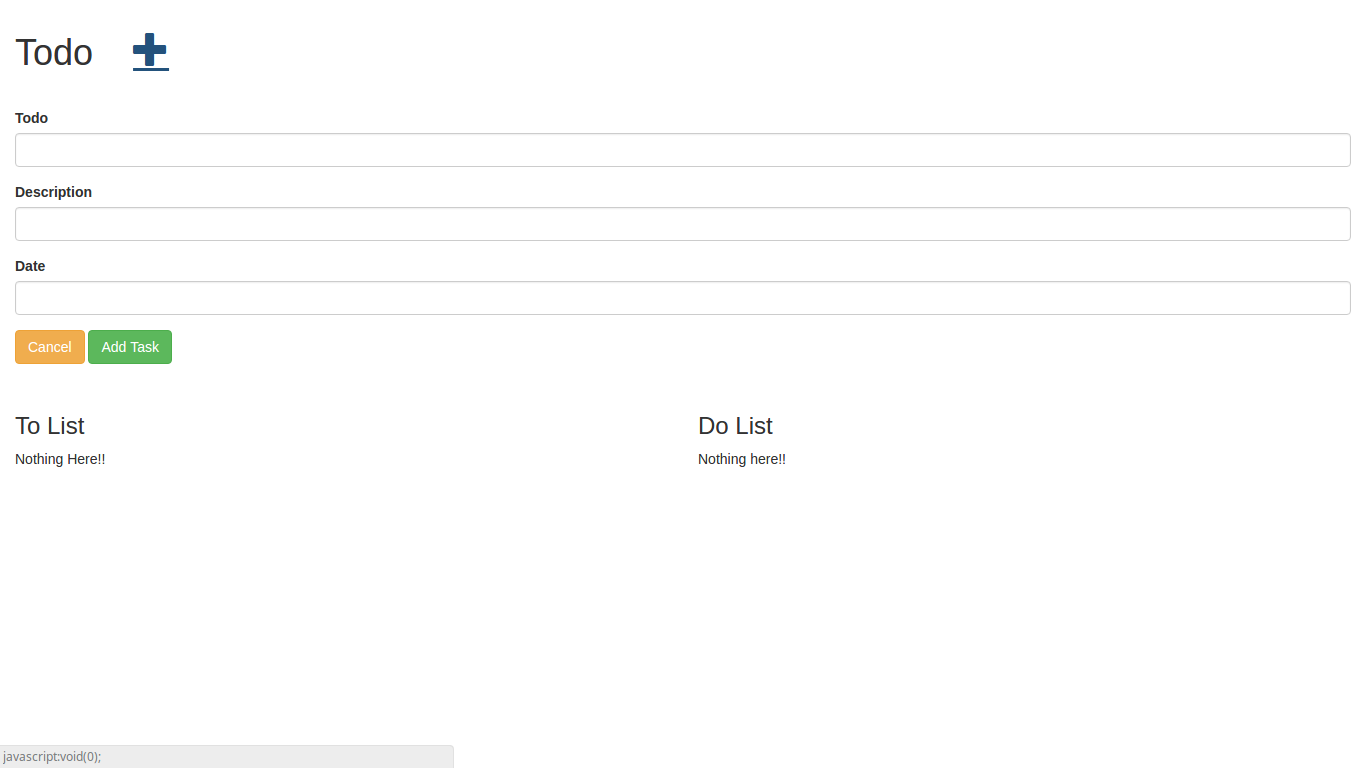 Todo
Todo
Description
Date
Cancel Add Task
To List
Nothing Here!!
Do List
Nothing here!!
javascript:void(0);